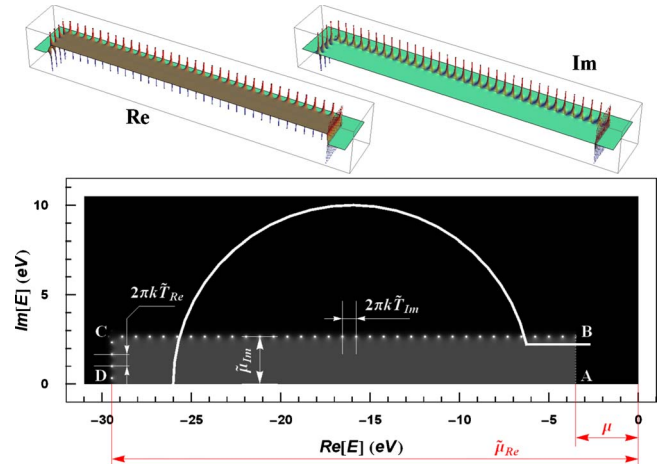 Re
Im
10
5
0
Im[E] (eV)
2πkT̃Re
2πkT̃Im
μ̃Im
C
B
D
A
−30 −25 −20 −15 −10 −5 0
Re[E] (eV)
μ̃Re
μ